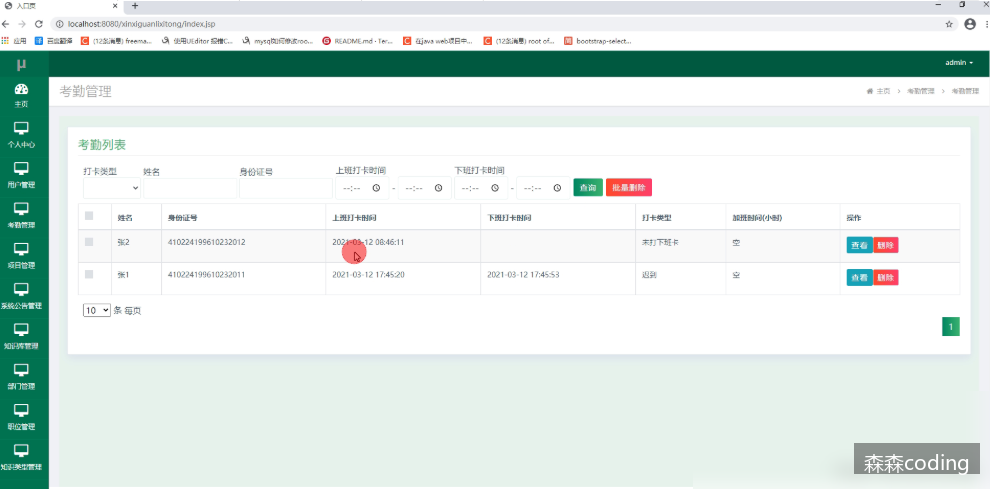 入口页
localhost:8080/xinxiguanlixitong/index.jsp
应用 百度翻译 (12条消息) freema... 使用UEditor 报错C... mysql如何修改roo... README.md · Ter... 在java web项目中... (12条消息) root of... bootstrap-select...
μ
admin
主页
个人中心
用户管理
考勤管理
项目管理
系统公告管理
知识库管理
部门管理
职位管理
知识类型管理
考勤管理
主页 > 考勤管理 > 考勤管理
考勤列表
打卡类型 姓名 身份证号 上班打卡时间 下班打卡时间
--:-- - --:-- --:-- - --:-- 查询 批量删除
姓名 身份证号 上班打卡时间 下班打卡时间 打卡类型 加班时间(小时) 操作
张2 410224199610232012 2021-03-12 08:46:11 未打下班卡 空 查看 删除
张1 410224199610232011 2021-03-12 17:45:20 2021-03-12 17:45:53 迟到 空 查看 删除
10 条 每页
1
森森coding